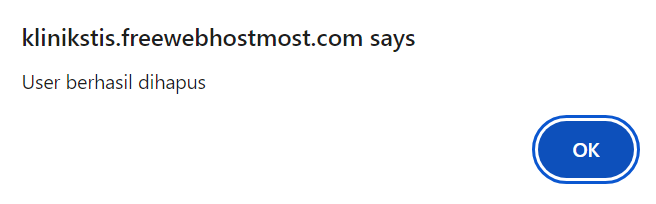 klinikstis.freewebhostmost.com says
User berhasil dihapus
OK